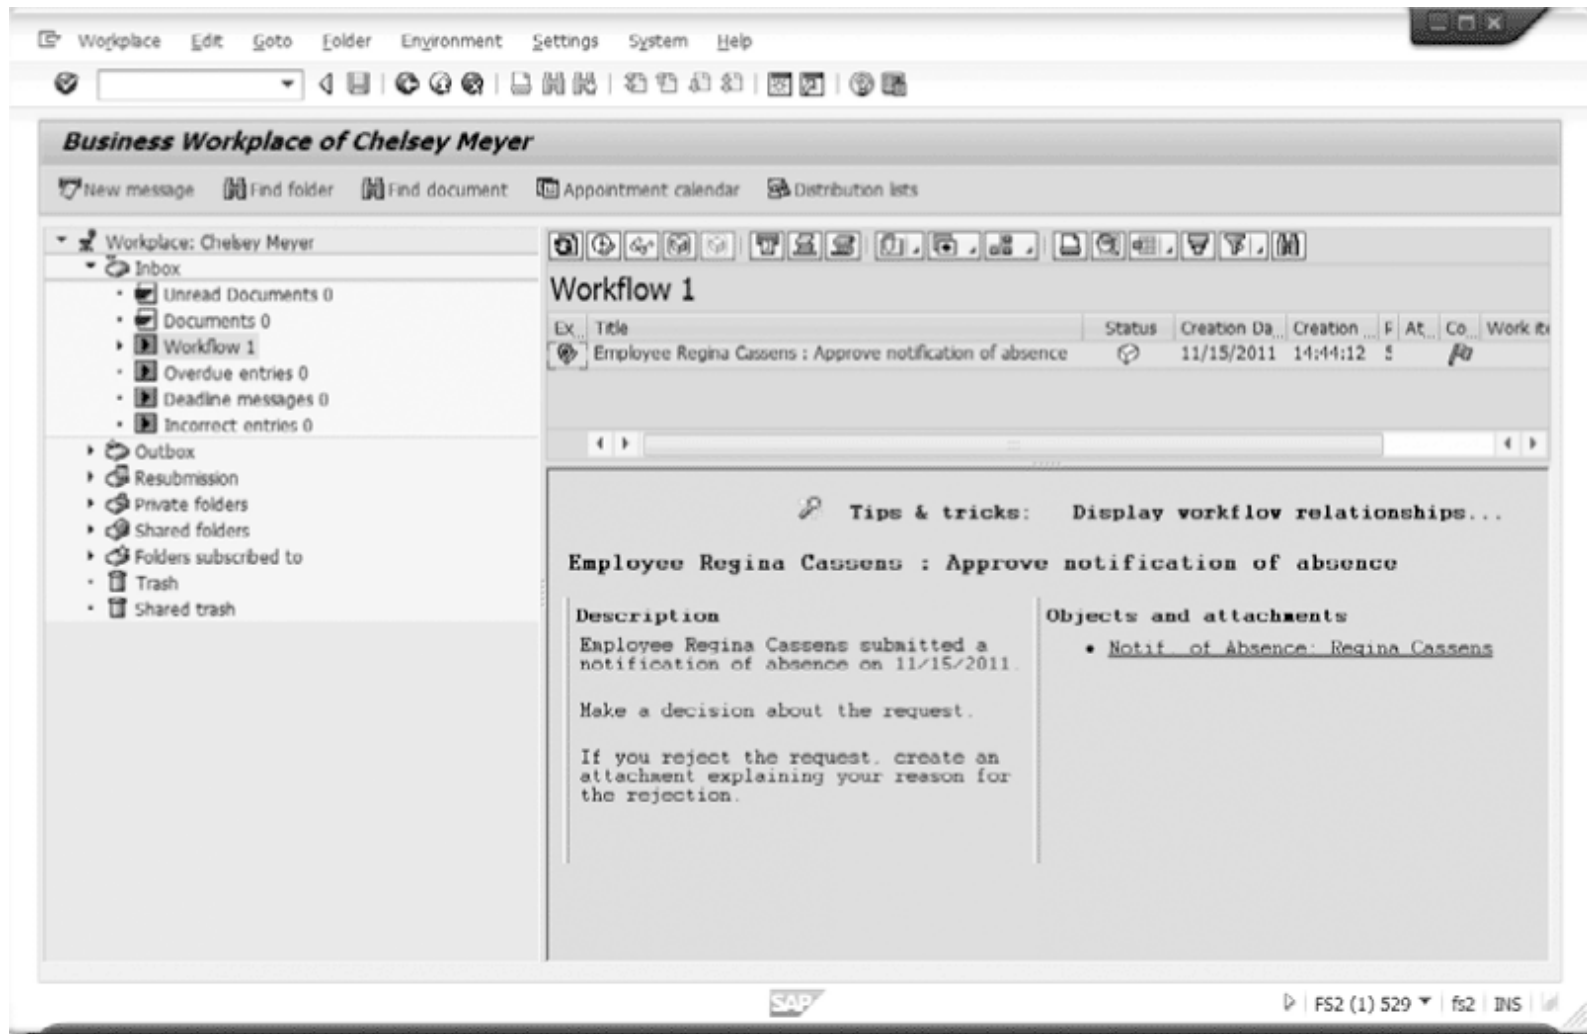 Workplace Edit Goto Folder Environment Settings System Help
Business Workplace of Chelsey Meyer
New message Find folder Find document Appointment calendar Distribution lists
Workplace: Chelsey Meyer
Inbox
Unread Documents 0
Documents 0
Workflow 1
Overdue entries 0
Deadline messages 0
Incorrect entries 0
Outbox
Resubmission
Private folders
Shared folders
Folders subscribed to
Trash
Shared trash
Workflow 1
Ex... Title Status Creation Da... Creation ... P At... Co... Work ite
Employee Regina Cassens : Approve notification of absence 11/15/2011 14:44:12 5
Tips & tricks: Display workflow relationships...
Employee Regina Cassens : Approve notification of absence
Description
Employee Regina Cassens submitted a
notification of absence on 11/15/2011.
Make a decision about the request.
If you reject the request, create an
attachment explaining your reason for
the rejection.
Objects and attachments
• Notif. of Absence: Regina Cassens
SAP
FS2 (1) 529 fs2 INS